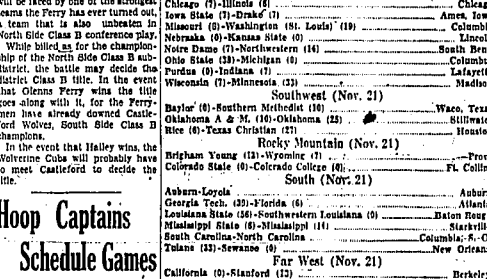 will be faced by one of the strongest
teams the Ferry has ever turned out,
A team that is also unbeaten in
North Side Class B conference play.
While billed as for the champion-
ship of the North Side Class B sub-
district, the battle may decide the
district Class B title. In the event
that Glenns Ferry wins the title
goes along with it, for the Ferry-
men have already downed Castle-
ford Wolves, South Side Class B
champions.
In the event that Hailey wins, the
Wolverine Cubs will probably have
to meet Castleford to decide the
title.
Hoop Captains
Schedule Games
Chicago (7)-Illinois (6) Chicag
Iowa State (7)-Drake (7) Ames, Iow
Missouri (0)-Washington (St. Louis) (19) Columbi
Nebraska (0)-Kansas State (0) Lincol
Notre Dame (7)-Northwestern (14) South Ben
Ohio State (33)-Michigan (0) Columbu
Purdue (0)-Indiana (7) Lafayett
Wisconsin (7)-Minnesota (33) Madiso
Southwest (Nov. 21)
Baylor (0)-Southern Methodist (10) Waco, Texa
Oklahoma A & M. (10)-Oklahoma (25) Stillwate
Rice (6)-Texas Christian (27) Housto
Rocky Mountain (Nov. 21)
Brigham Young (13)-Wyoming (7) Pro
Colorado State (0)-Colorado College (6) Ft. Collin
South (Nov. 21)
Auburn-Loyola Aubur
Georgia Tech. (39)-Florida (6) Atlant
Louisiana State (56)-Southwestern Louisiana (0) Baton Roug
Mississippi State (6)-Mississippi (14) Starkvill
South Carolina-North Carolina Columbia, S. C
Tulane (33)-Sewanee (0) New Orlean
Far West (Nov. 21)
California (0)-Stanford (13) Berkele